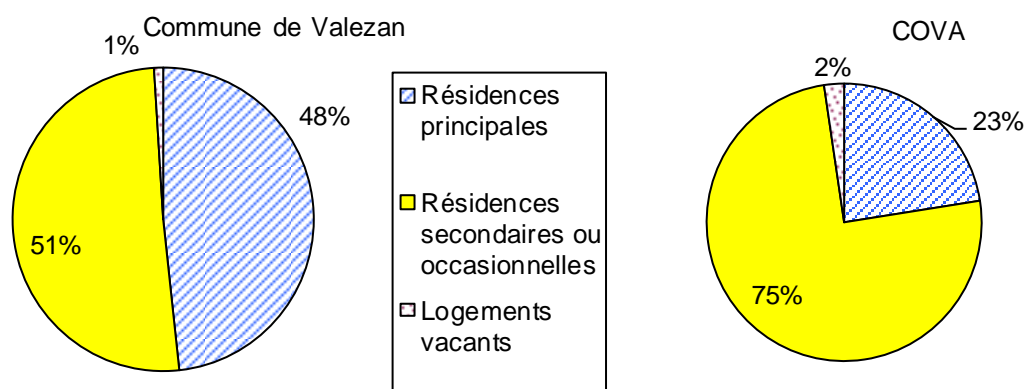 Commune de Valezan
1%
48%
51%
Résidences
principales
Résidences
secondaires ou
occasionnelles
Logements
vacants
COVA
2%
23%
75%